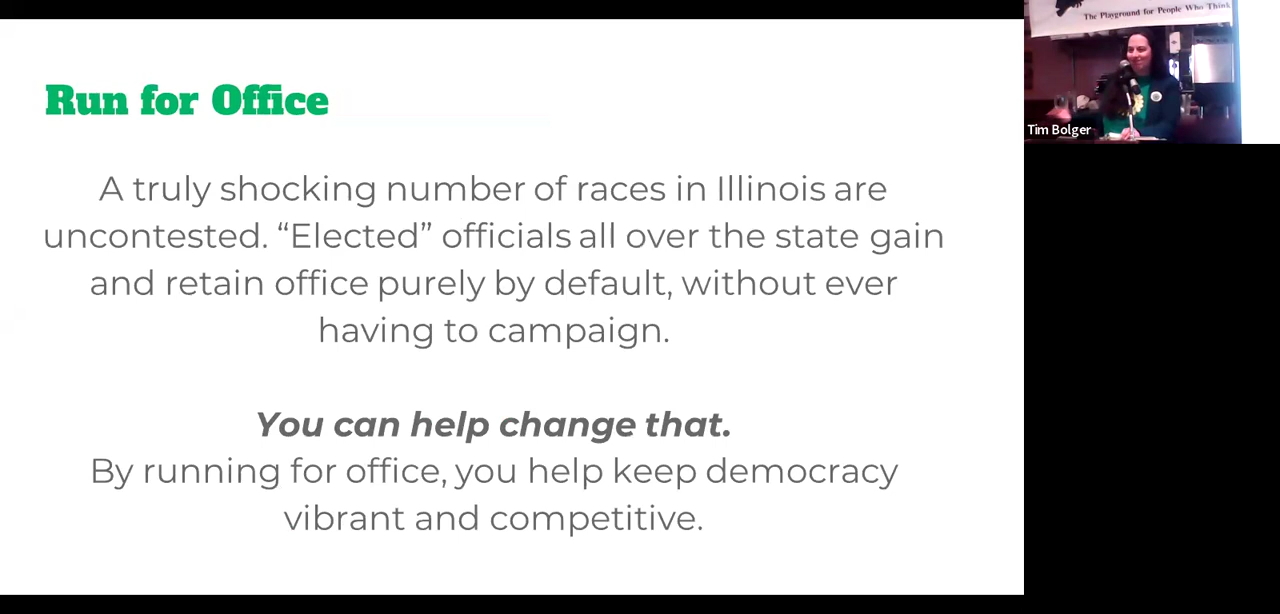 Run for Office
A truly shocking number of races in Illinois are
uncontested. “Elected” officials all over the state gain
and retain office purely by default, without ever
having to campaign.
You can help change that.
By running for office, you help keep democracy
vibrant and competitive.
The Playground for People Who Think
Tim Bolger